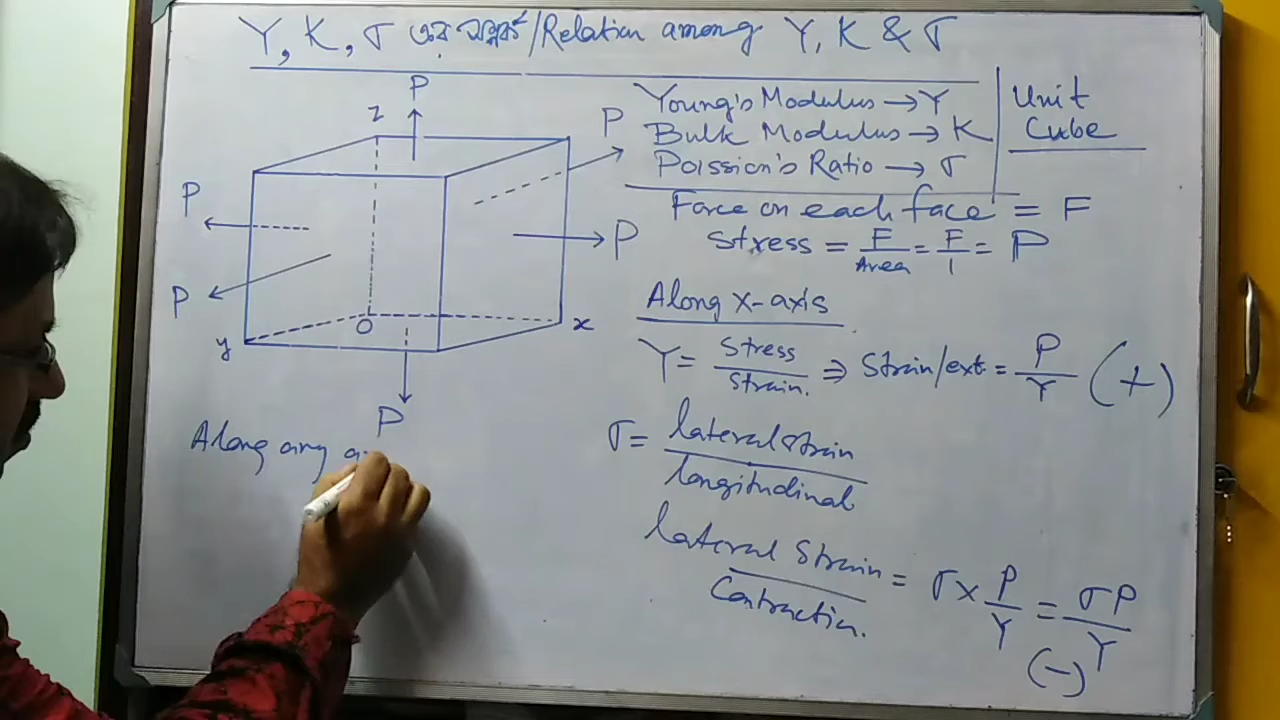 Y, K, σ এর সম্পর্ক/Relation among Y, K & σ
Young's Modulus → Y
Bulk Modulus → K
Poission's Ratio → σ
Unit
Cube
Force on each face = F
Stress = F/Area = F/1 = P
Along X-axis
Y = Stress/Strain. ⇒ Strain/ext = P/Y (+)
σ = lateral strain/longitudinal
lateral Strain/Contraction. = σ × P/Y = σP/Y
(-)
P
Z
P
P
P
P
O
x
y
P
Along any a